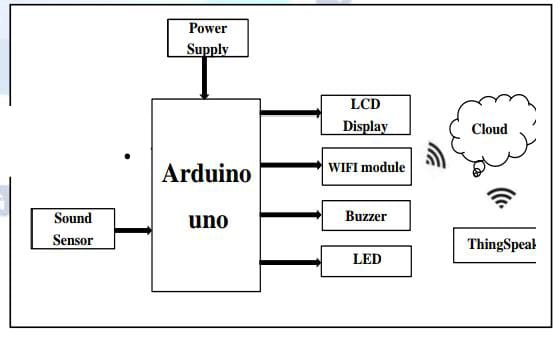 Power
Supply
LCD
Display
Cloud
WIFI module
Arduino
uno
Sound
Sensor
Buzzer
ThingSpeak
LED